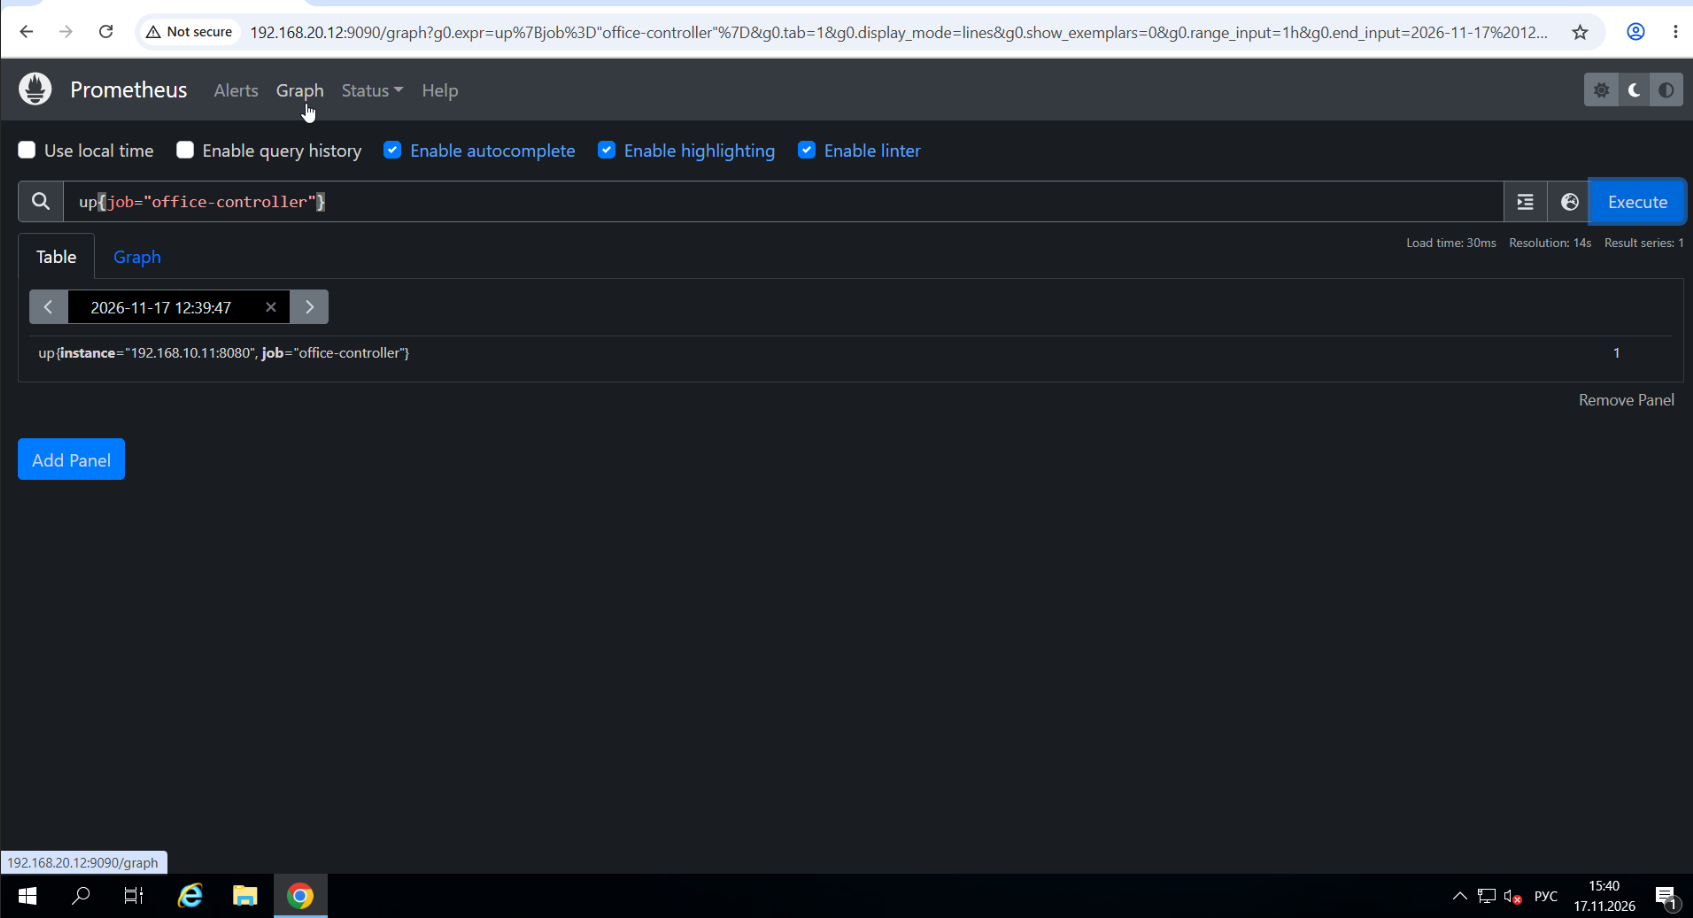 Not secure 192.168.20.12:9090/graph?g0.expr=up%7Bjob%3D"office-controller"%7D&g0.tab=1&g0.display_mode=lines&g0.show_exemplars=0&g0.range_input=1h&g0.end_input=2026-11-17%2012...
Prometheus Alerts Graph Status Help
Use local time Enable query history Enable autocomplete Enable highlighting Enable linter
up{job="office-controller"} Execute
Load time: 30ms Resolution: 14s Result series: 1
Table Graph
2026-11-17 12:39:47
up{instance="192.168.10.11:8080", job="office-controller"} 1
Remove Panel
Add Panel
192.168.20.12:9090/graph
РУС 15:40
17.11.2026
1